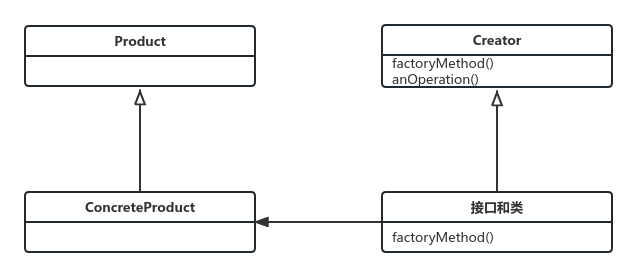 Product
Creator
factoryMethod()
anOperation()
ConcreteProduct
接口和类
factoryMethod()